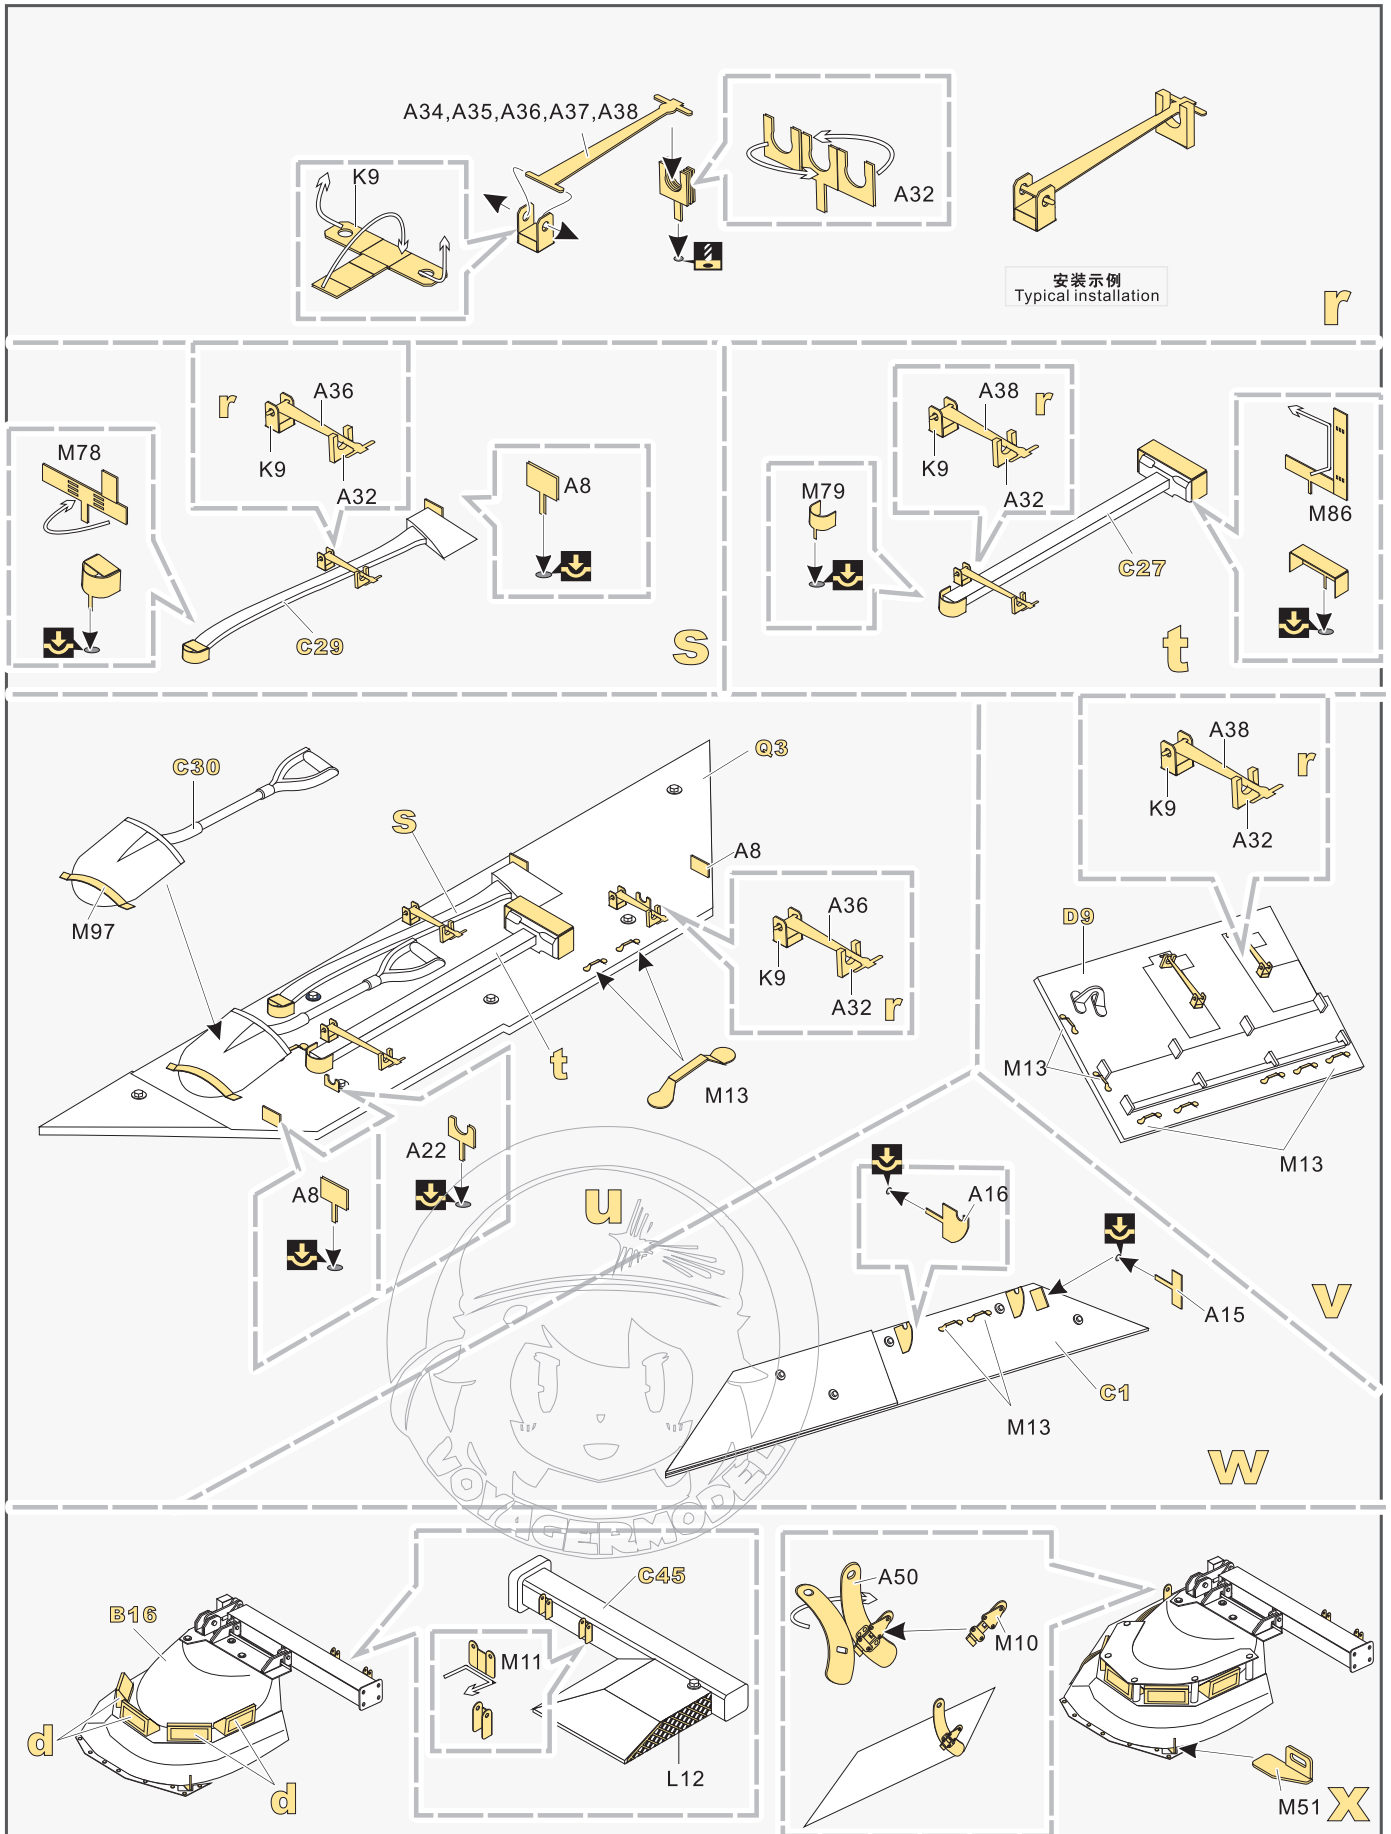 A34,A35,A36,A37,A38
K9
A32
安装示例
Typical installation
r
r
A36
K9
A32
M78
A8
C29
s
A38
r
K9
A32
M79
C27
M86
t
C30
M97
s
Q3
A8
A36
K9
A32
r
t
M13
A22
A8
u
A38
r
K9
A32
D9
M13
M13
v
A16
A15
C1
M13
w
VOYAGERMODEL
B16
d
d
C45
M11
L12
A50
M10
M51
x